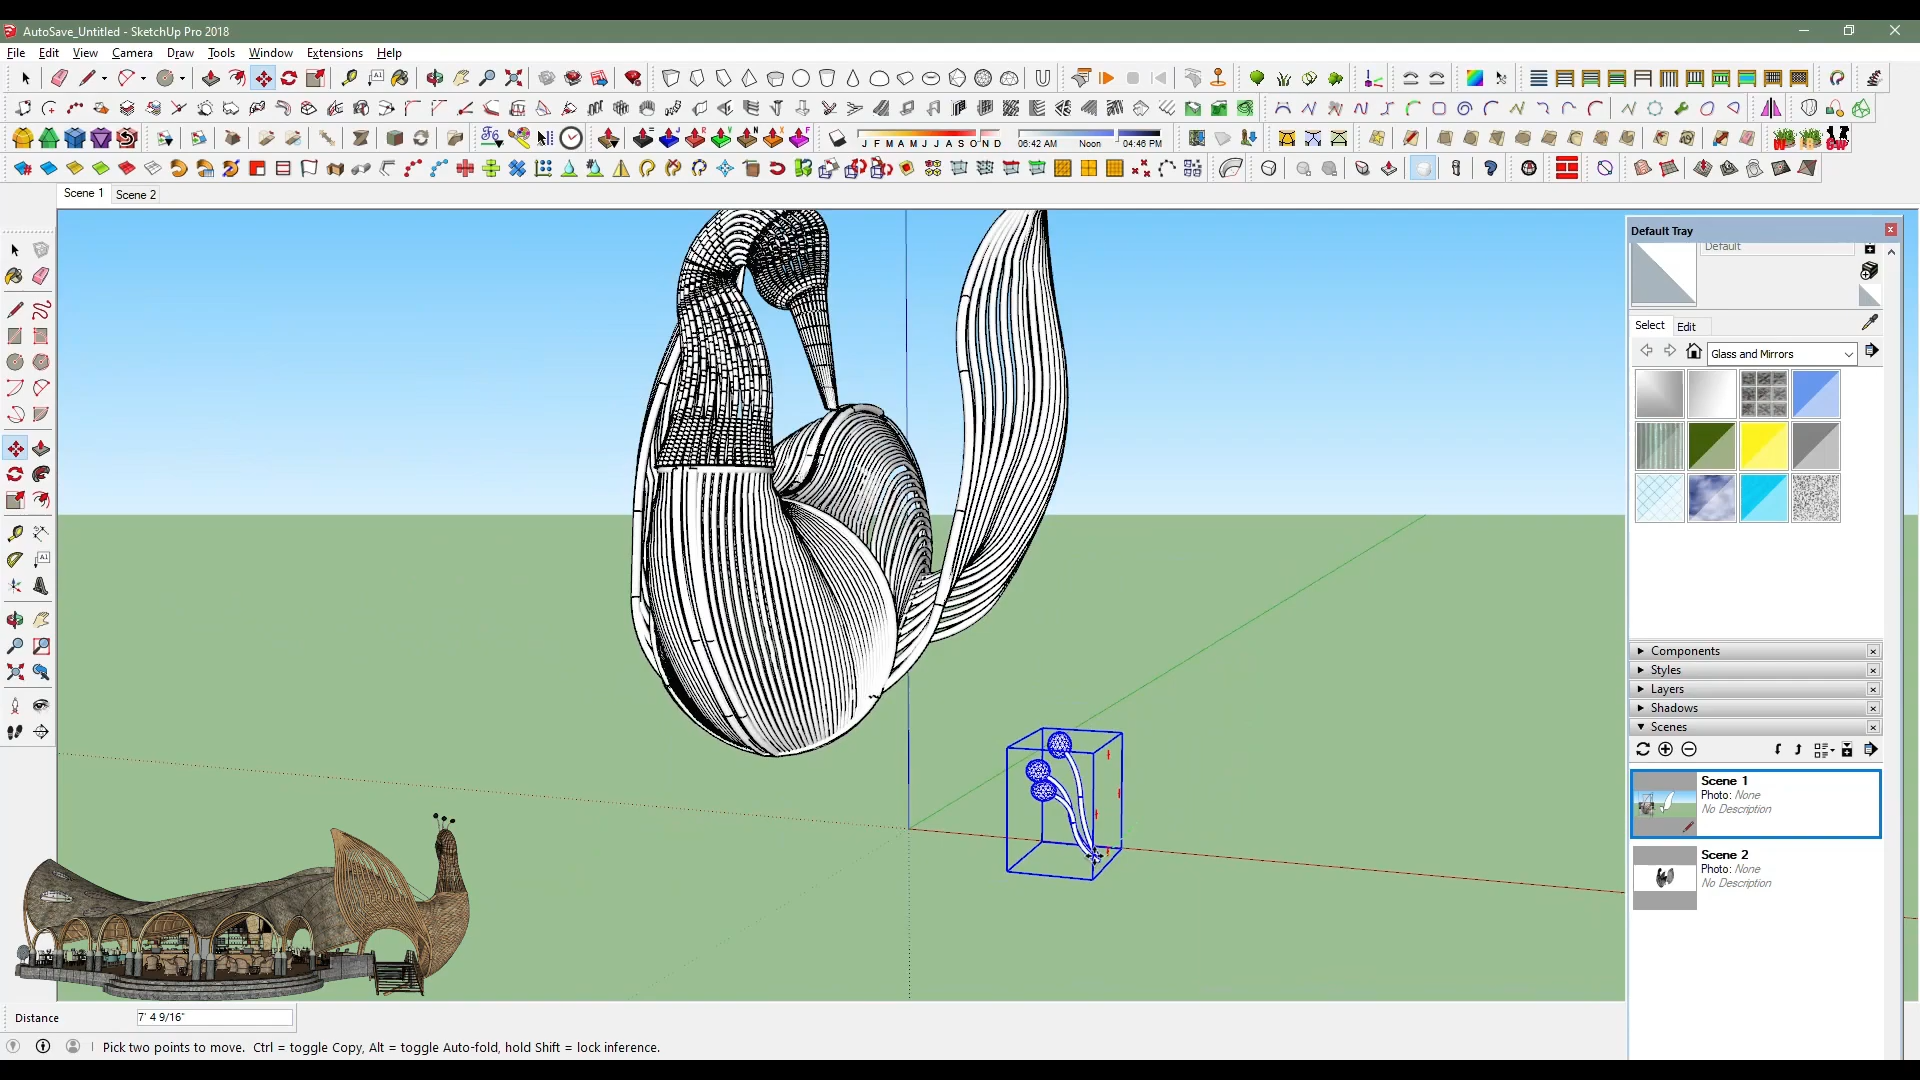 AutoSave_Untitled - SketchUp Pro 2018
File Edit View Camera Draw Tools Window Extensions Help
J F M A M J J A S O N D 06:42 AM Noon 04:46 PM
Scene 1 Scene 2
Default Tray
Default
Select Edit
Glass and Mirrors
Components
Styles
Layers
Shadows
Scenes
Scene 1
Photo: None
No Description
Scene 2
Photo: None
No Description
Distance 7' 4 9/16"
Pick two points to move. Ctrl = toggle Copy, Alt = toggle Auto-fold, hold Shift = lock inference.